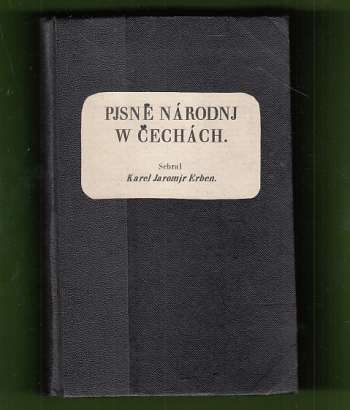 PJSNĚ NÁRODNJ
W ČECHÁCH.
Sebral
Karel Jaromjr Erben.